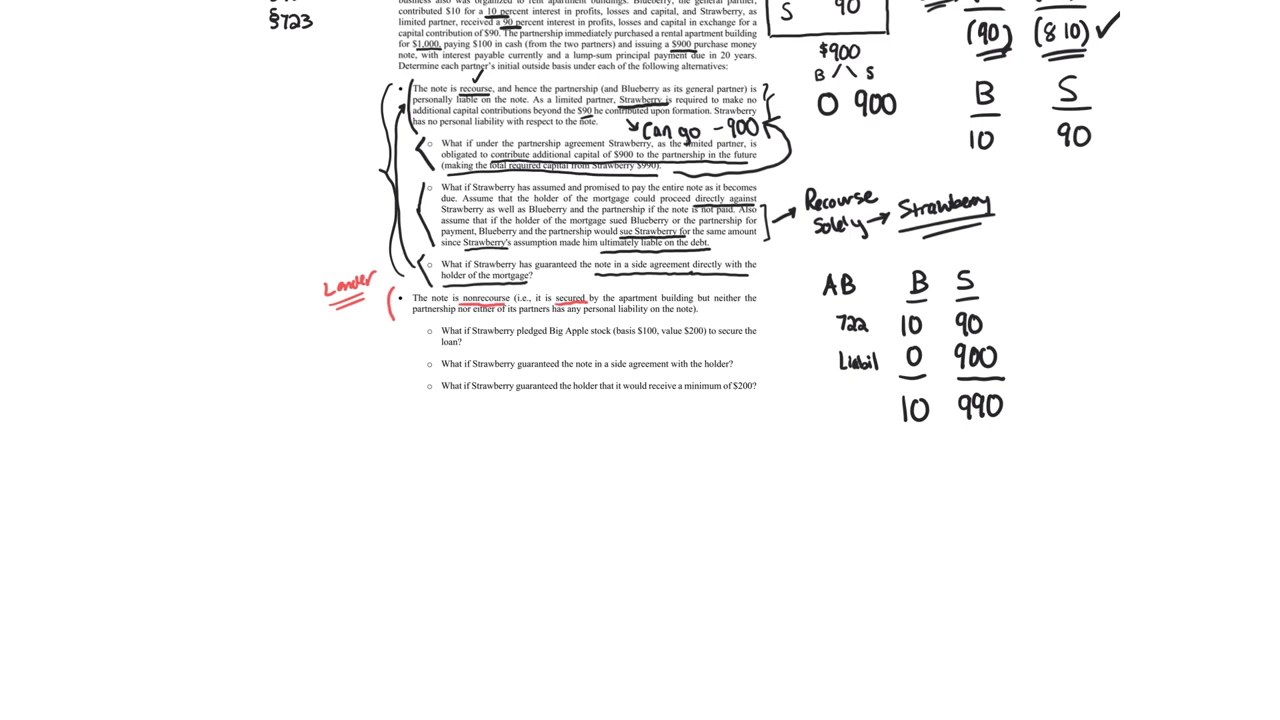 §723
contributed $10 for a 10 percent interest in profits, losses and capital, and Strawberry, as
limited partner, received a 90 percent interest in profits, losses and capital in exchange for a
capital contribution of $90. The partnership immediately purchased a rental apartment building
for $1,000, paying $100 in cash (from the two partners) and issuing a $900 purchase money
note, with interest payable currently and a lump-sum principal payment due in 20 years.
Determine each partner's initial outside basis under each of the following alternatives:
• The note is recourse, and hence the partnership (and Blueberry as its general partner) is
personally liable on the note. As a limited partner, Strawberry is required to make no
additional capital contributions beyond the $90 he contributed upon formation. Strawberry
has no personal liability with respect to the note.
Can go -900
○ What if under the partnership agreement Strawberry, as the limited partner, is
obligated to contribute additional capital of $900 to the partnership in the future
(making the total required capital from Strawberry $990).
○ What if Strawberry has assumed and promised to pay the entire note as it becomes
due. Assume that the holder of the mortgage could proceed directly against
Strawberry as well as Blueberry and the partnership if the note is not paid. Also
assume that if the holder of the mortgage sued Blueberry or the partnership for
payment, Blueberry and the partnership would sue Strawberry for the same amount
since Strawberry's assumption made him ultimately liable on the debt.
○ What if Strawberry has guaranteed the note in a side agreement directly with the
holder of the mortgage?
Lender
• The note is nonrecourse (i.e., it is secured by the apartment building but neither the
partnership nor either of its partners has any personal liability on the note).
○ What if Strawberry pledged Big Apple stock (basis $100, value $200) to secure the
loan?
○ What if Strawberry guaranteed the note in a side agreement with the holder?
○ What if Strawberry guaranteed the holder that it would receive a minimum of $200?
S 90
$900
B S
0 900
(90) (810)
B S
10 90
Recourse
Solely → Strawberry
AB B S
722 10 90
Liabil 0 900
10 990